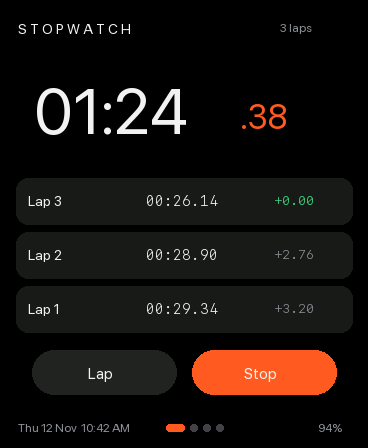 STOPWATCH 3 laps
01:24 .38
Lap 3 00:26.14 +0.00
Lap 2 00:28.90 +2.76
Lap 1 00:29.34 +3.20
Lap Stop
Thu 12 Nov 10:42 AM 94%